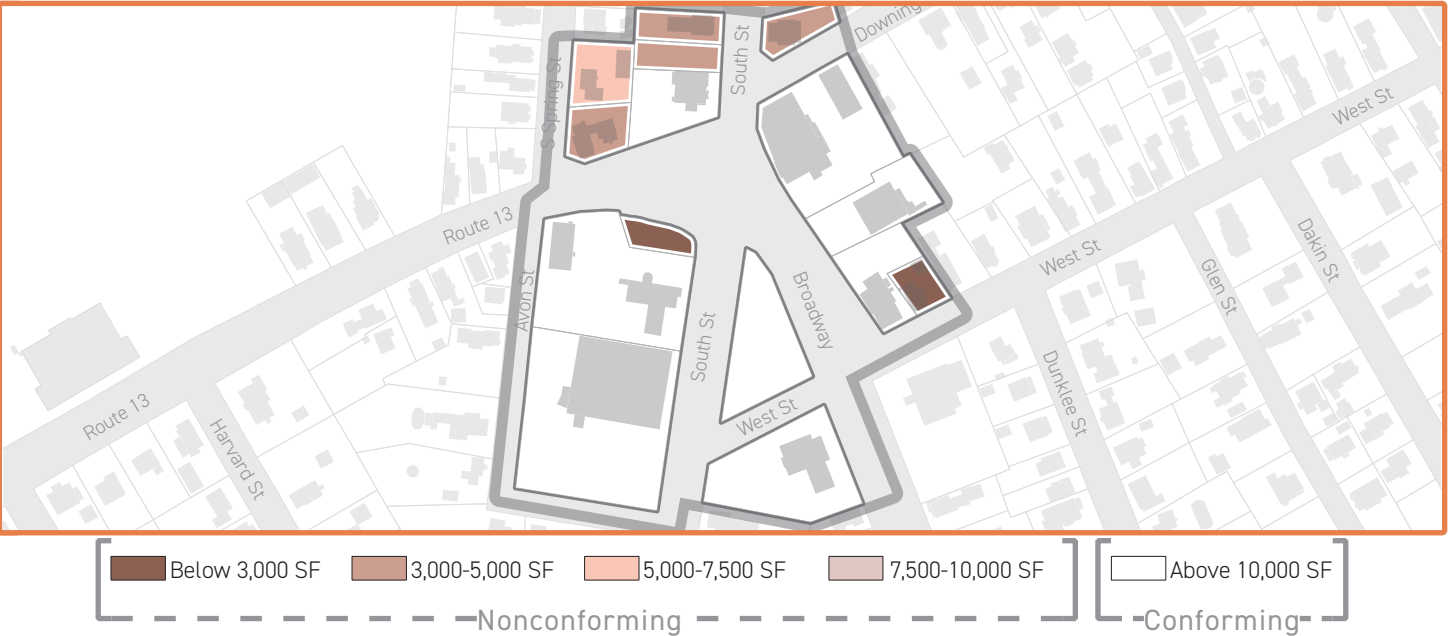 Downing
South St
S Spring St
West St
Route 13
West St
Dakin St
Glen St
Avon St
Broadway
South St
Dunklee St
Route 13
West St
Harvard St
Below 3,000 SF
3,000-5,000 SF
5,000-7,500 SF
7,500-10,000 SF
Above 10,000 SF
Nonconforming
Conforming